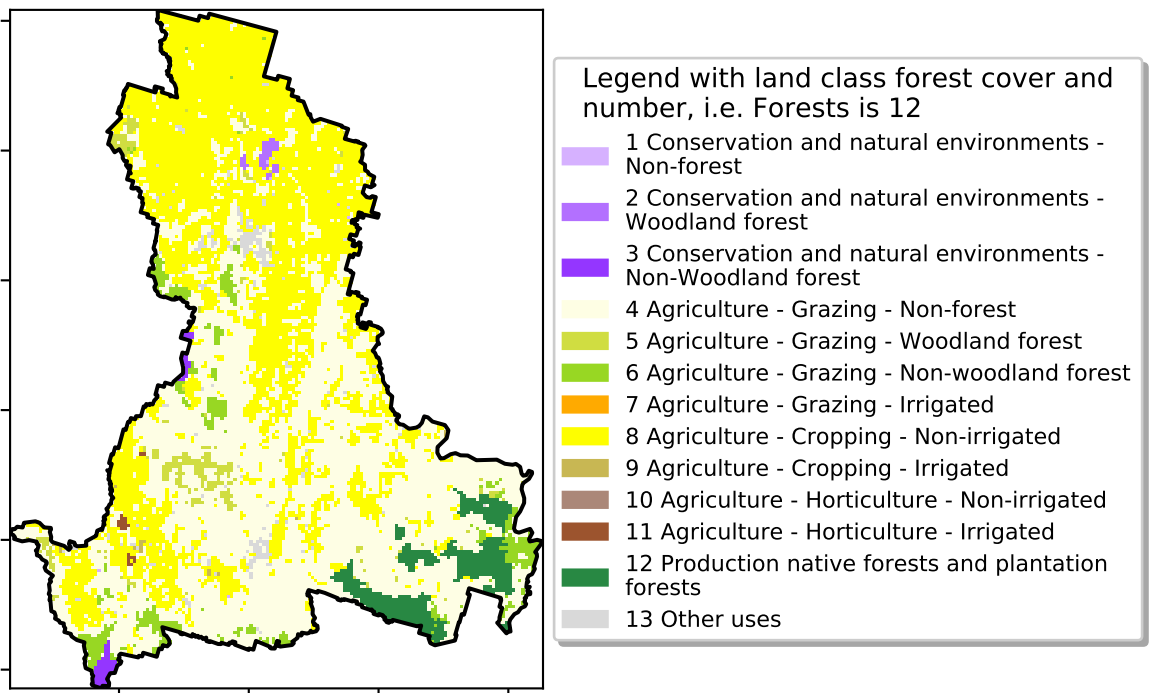 Legend with land class forest cover and
number, i.e. Forests is 12
1 Conservation and natural environments -
Non-forest
2 Conservation and natural environments -
Woodland forest
3 Conservation and natural environments -
Non-Woodland forest
4 Agriculture - Grazing - Non-forest
5 Agriculture - Grazing - Woodland forest
6 Agriculture - Grazing - Non-woodland forest
7 Agriculture - Grazing - Irrigated
8 Agriculture - Cropping - Non-irrigated
9 Agriculture - Cropping - Irrigated
10 Agriculture - Horticulture - Non-irrigated
11 Agriculture - Horticulture - Irrigated
12 Production native forests and plantation
forests
13 Other uses